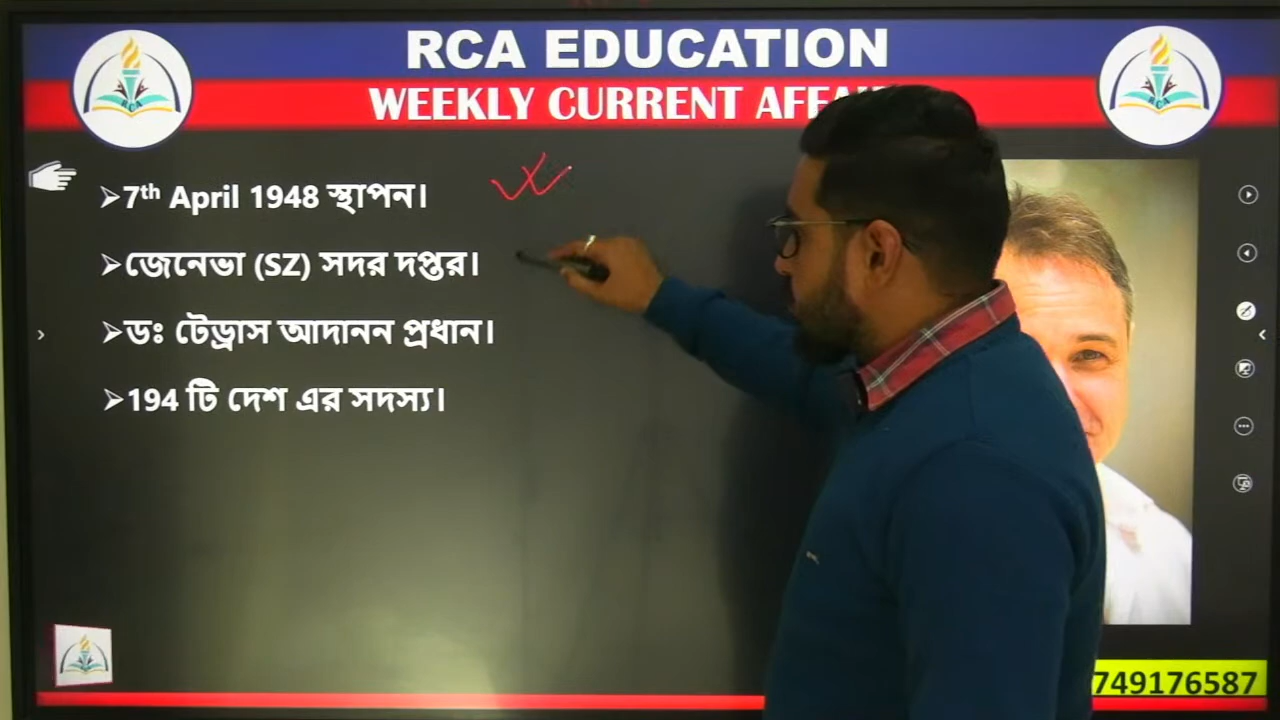 RCA EDUCATION
WEEKLY CURRENT
➢7th April 1948 স্থাপন।
➢জেনেভা (SZ) সদর দপ্তর।
➢ডঃ টেড্রাস আদানন প্রধান।
➢194 টি দেশ এর সদস্য।
749176587